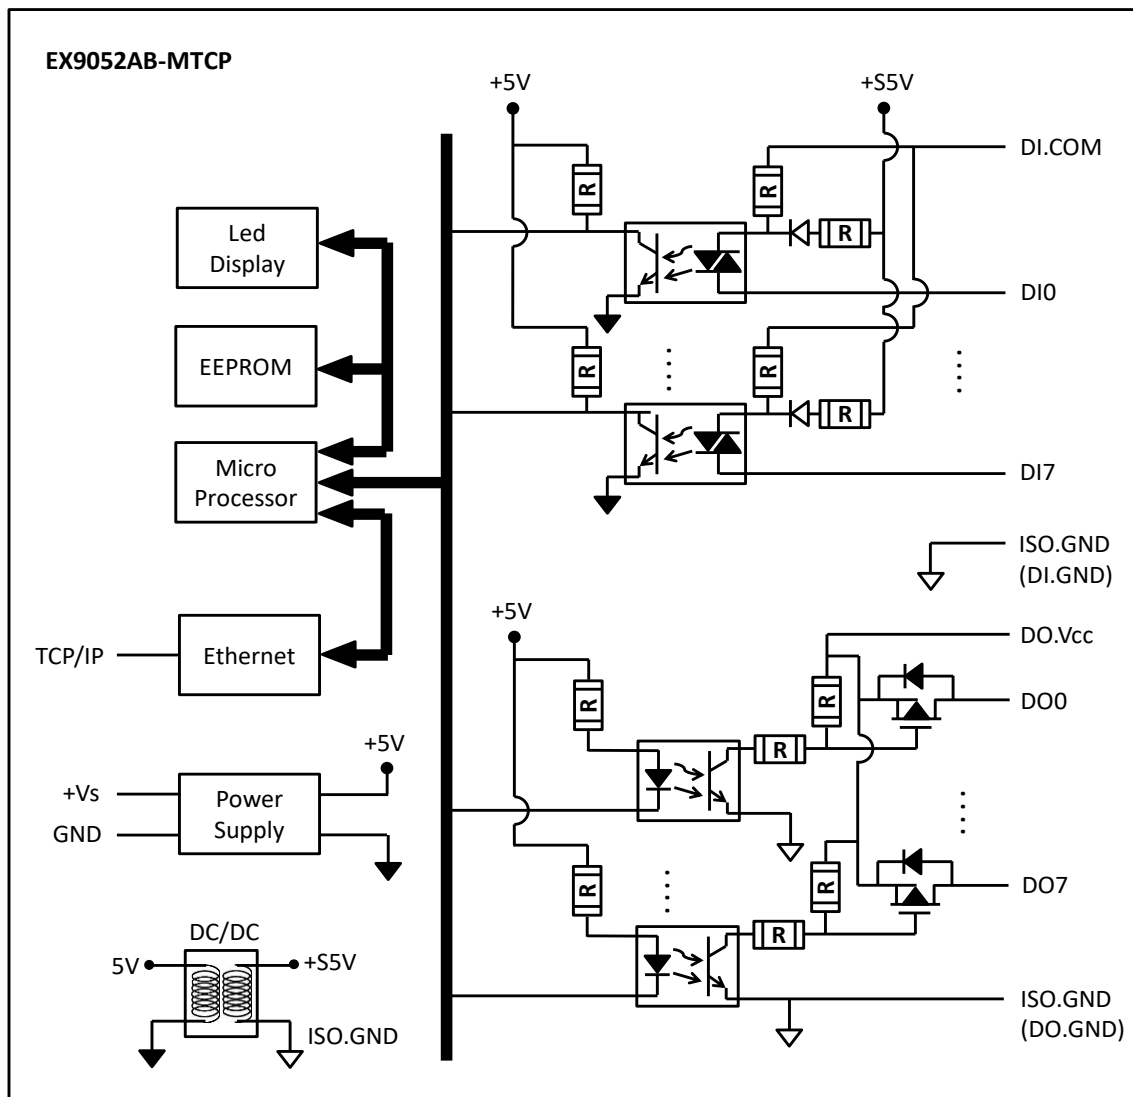 EX9052AB-MTCP
+5V
+S5V
DI.COM
R
R
Led
Display
R
DI0
EEPROM
R
R
R
Micro
Processor
DI7
ISO.GND
(DI.GND)
+5V
DO.Vcc
TCP/IP
Ethernet
R
R
DO0
+5V
R
+Vs
GND
Power
Supply
R
R
DO7
DC/DC
R
5V
+S5V
ISO.GND
ISO.GND
(DO.GND)